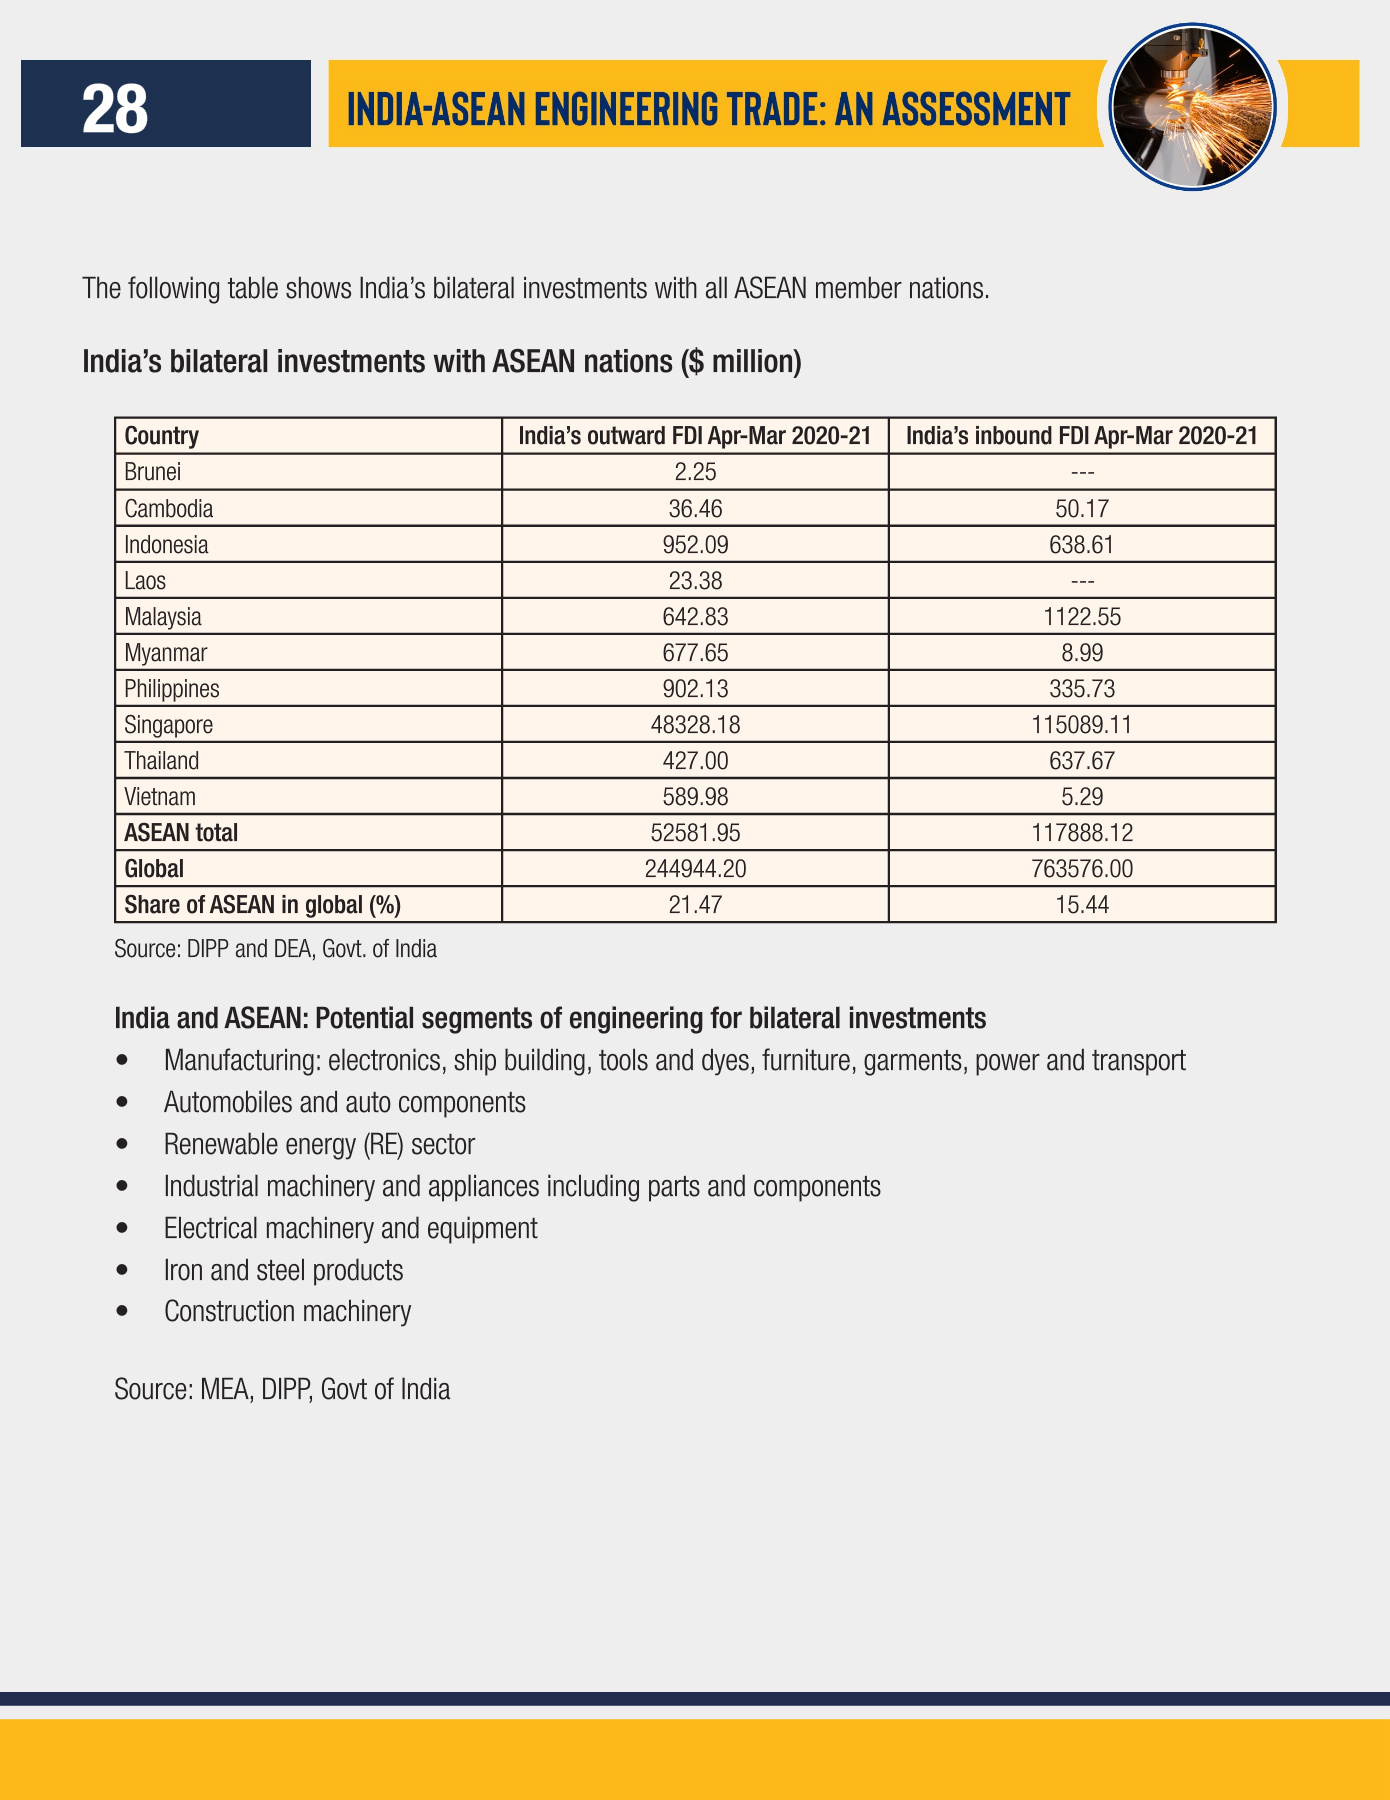 28
INDIA-ASEAN ENGINEERING TRADE: AN ASSESSMENT
The following table shows India’s bilateral investments with all ASEAN member nations.
India’s bilateral investments with ASEAN nations ($ million)
Country India’s outward FDI Apr-Mar 2020-21 India’s inbound FDI Apr-Mar 2020-21
Brunei 2.25 ---
Cambodia 36.46 50.17
Indonesia 952.09 638.61
Laos 23.38 ---
Malaysia 642.83 1122.55
Myanmar 677.65 8.99
Philippines 902.13 335.73
Singapore 48328.18 115089.11
Thailand 427.00 637.67
Vietnam 589.98 5.29
ASEAN total 52581.95 117888.12
Global 244944.20 763576.00
Share of ASEAN in global (%) 21.47 15.44
Source: DIPP and DEA, Govt. of India
India and ASEAN: Potential segments of engineering for bilateral investments
• Manufacturing: electronics, ship building, tools and dyes, furniture, garments, power and transport
• Automobiles and auto components
• Renewable energy (RE) sector
• Industrial machinery and appliances including parts and components
• Electrical machinery and equipment
• Iron and steel products
• Construction machinery
Source: MEA, DIPP, Govt of India